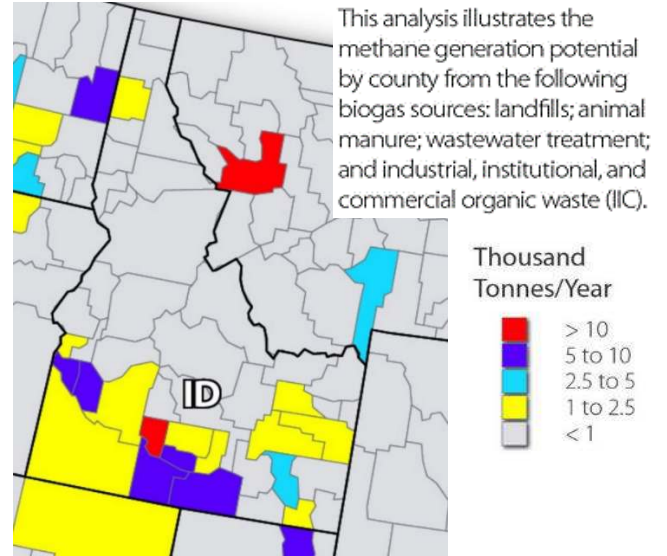 This analysis illustrates the
methane generation potential
by county from the following
biogas sources: landfills; animal
manure; wastewater treatment;
and industrial, institutional, and
commercial organic waste (IIC).
Thousand
Tonnes/Year
> 10
5 to 10
2.5 to 5
1 to 2.5
< 1
ID